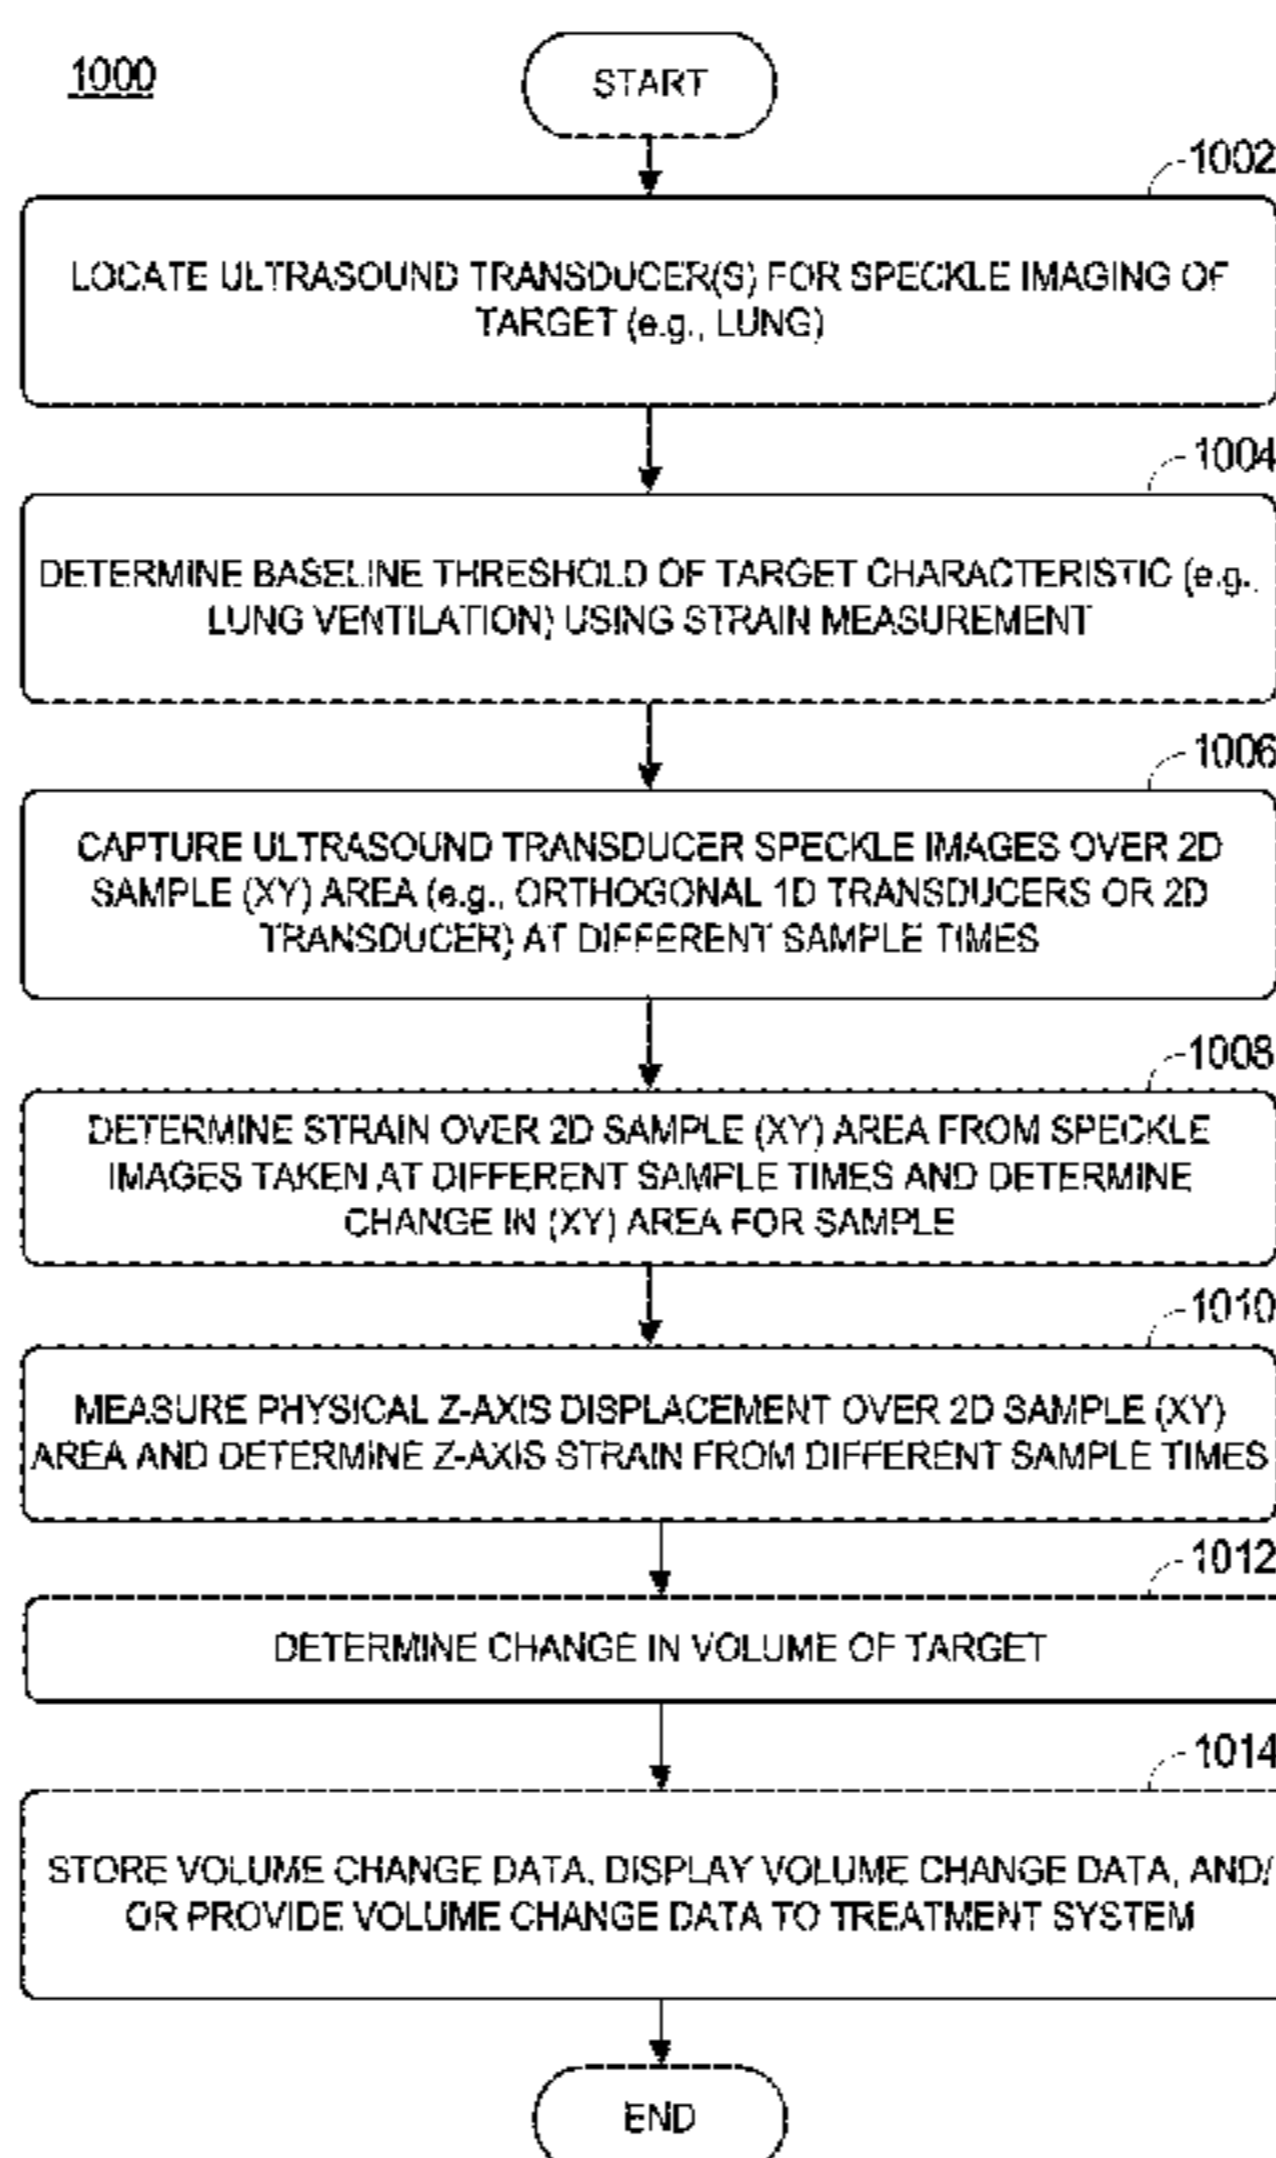 1000
START
1002
LOCATE ULTRASOUND TRANSDUCER(S) FOR SPECKLE IMAGING OF
TARGET (e.g., LUNG)
1004
DETERMINE BASELINE THRESHOLD OF TARGET CHARACTERISTIC (e.g.
LUNG VENTILATION) USING STRAIN MEASUREMENT
1006
CAPTURE ULTRASOUND TRANSDUCER SPECKLE IMAGES OVER 2D
SAMPLE (XY) AREA (e.g., ORTHOGONAL 1D TRANSDUCERS OR 2D
TRANSDUCER) AT DIFFERENT SAMPLE TIMES
1008
DETERMINE STRAIN OVER 2D SAMPLE (XY) AREA FROM SPECKLE
IMAGES TAKEN AT DIFFERENT SAMPLE TIMES AND DETERMINE
CHANGE IN (XY) AREA FOR SAMPLE
1010
MEASURE PHYSICAL Z-AXIS DISPLACEMENT OVER 2D SAMPLE (XY)
AREA AND DETERMINE Z-AXIS STRAIN FROM DIFFERENT SAMPLE TIMES
1012
DETERMINE CHANGE IN VOLUME OF TARGET
1014
STORE VOLUME CHANGE DATA, DISPLAY VOLUME CHANGE DATA, AND/
OR PROVIDE VOLUME CHANGE DATA TO TREATMENT SYSTEM
END